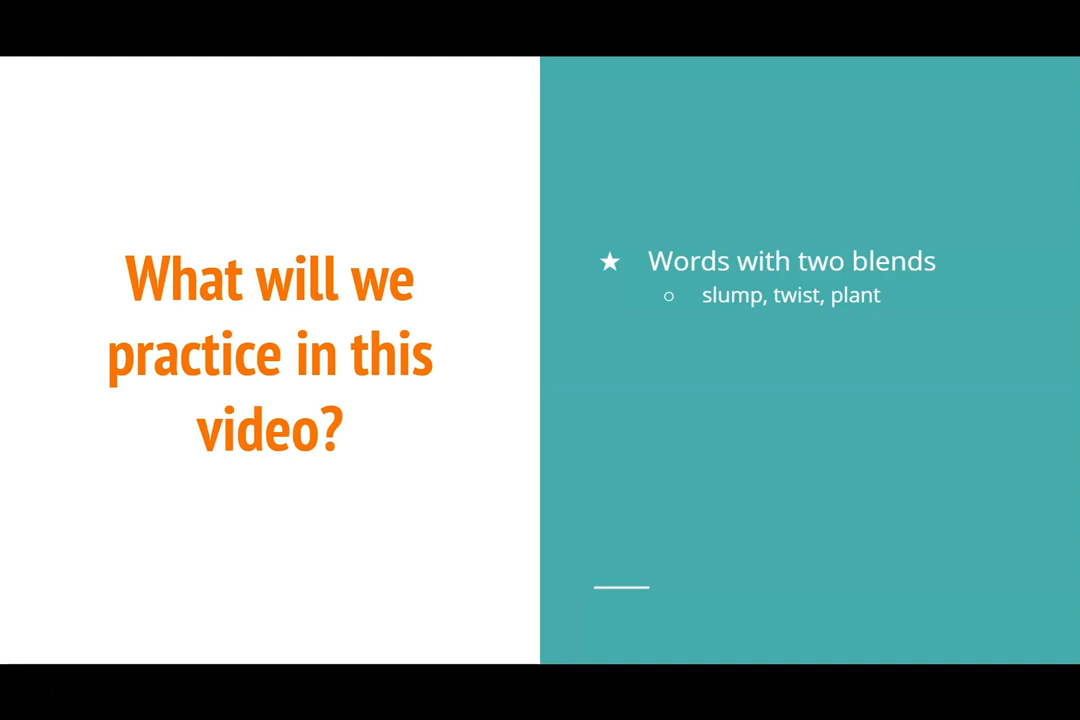 What will we
practice in this
video?
★ Words with two blends
○ slump, twist, plant